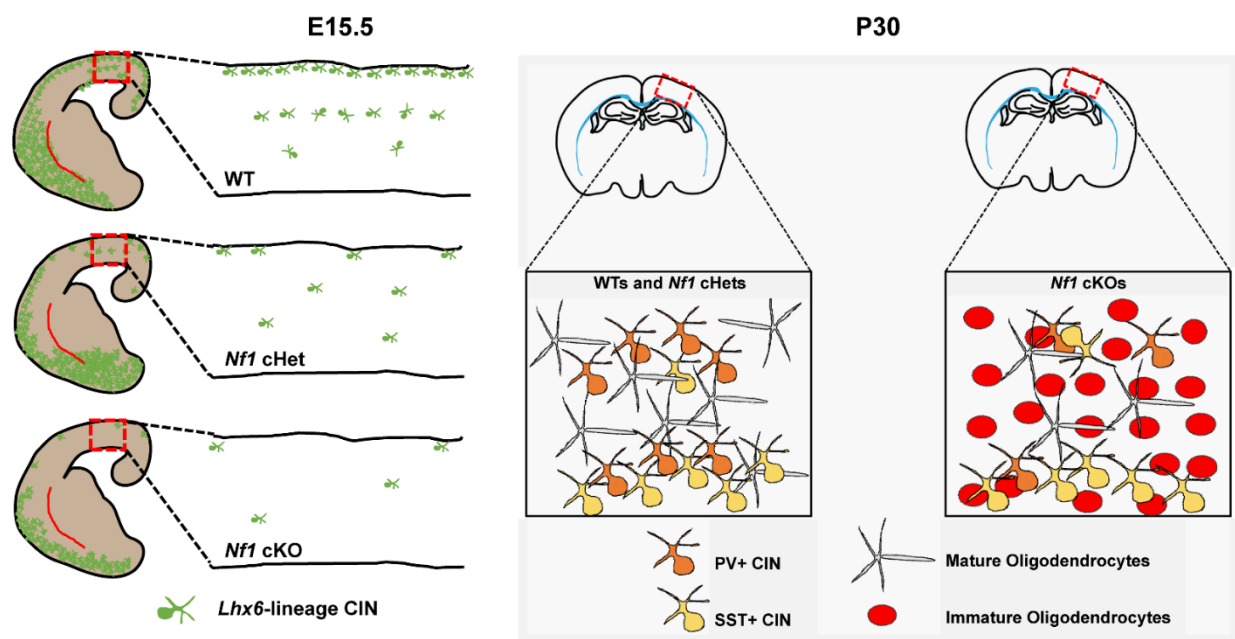 E15.5
P30
WT
Nf1 cHet
Nf1 cKO
Lhx6-lineage CIN
WTs and Nf1 cHets
Nf1 cKOs
PV+ CIN
Mature Oligodendrocytes
SST+ CIN
Immature Oligodendrocytes